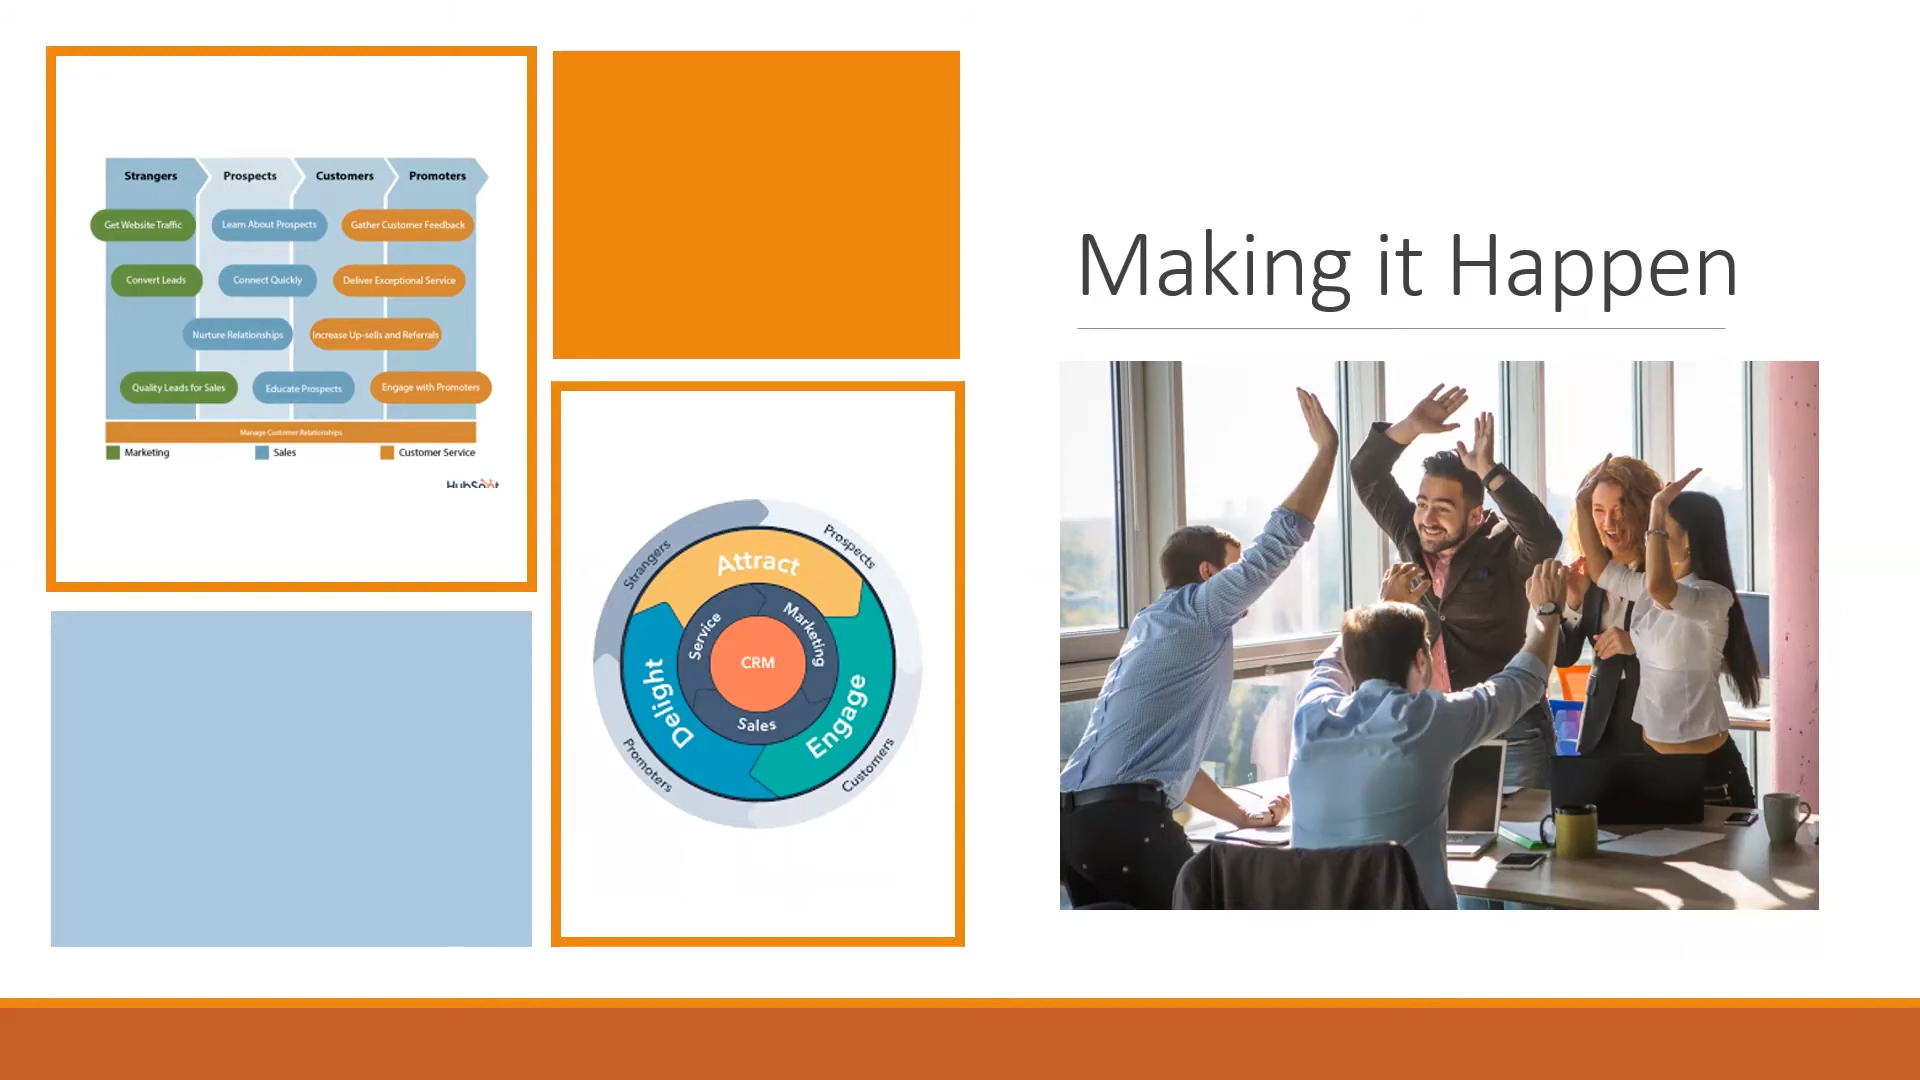 Strangers Prospects Customers Promoters
Get Website Traffic Learn About Prospects Gather Customer Feedback
Convert Leads Connect Quickly Deliver Exceptional Service
Nurture Relationships Increase Up-sells and Referrals
Quality Leads for Sales Educate Prospects Engage with Promoters
Manage Customer Relationships
Marketing Sales Customer Service
HubSpot
Strangers
Prospects
Attract
Service
Marketing
CRM
Delight
Sales
Engage
Promoters
Customers
Making it Happen